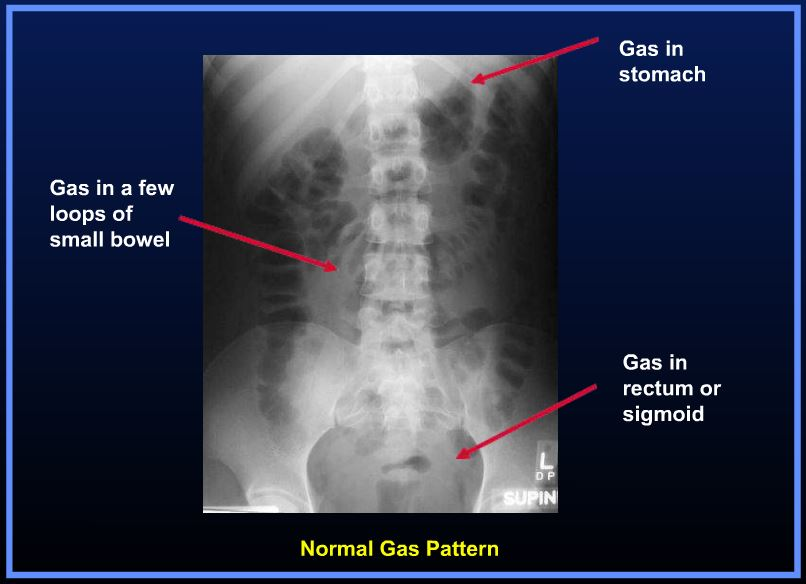 Gas in
stomach
Gas in a few
loops of
small bowel
Gas in
rectum or
sigmoid
L
DP
SUPIN
Normal Gas Pattern